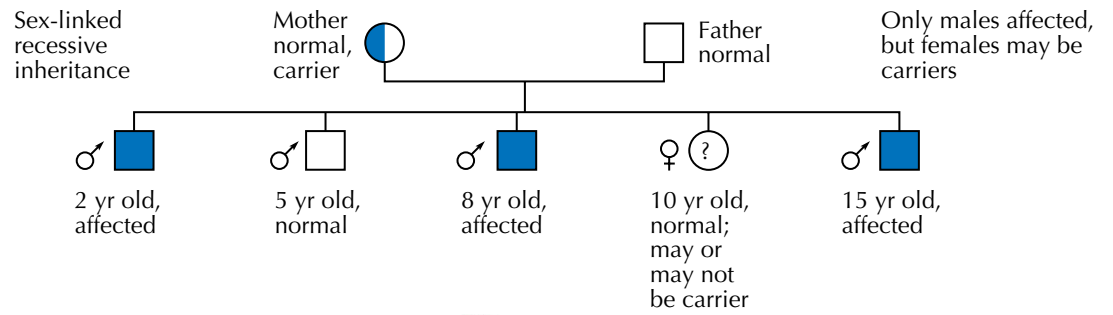 Sex-linked
recessive
inheritance
Mother
normal,
carrier
Father
normal
Only males affected,
but females may be
carriers
?
2 yr old,
affected
5 yr old,
normal
8 yr old,
affected
10 yr old,
normal;
may or
may not
be carrier
15 yr old,
affected